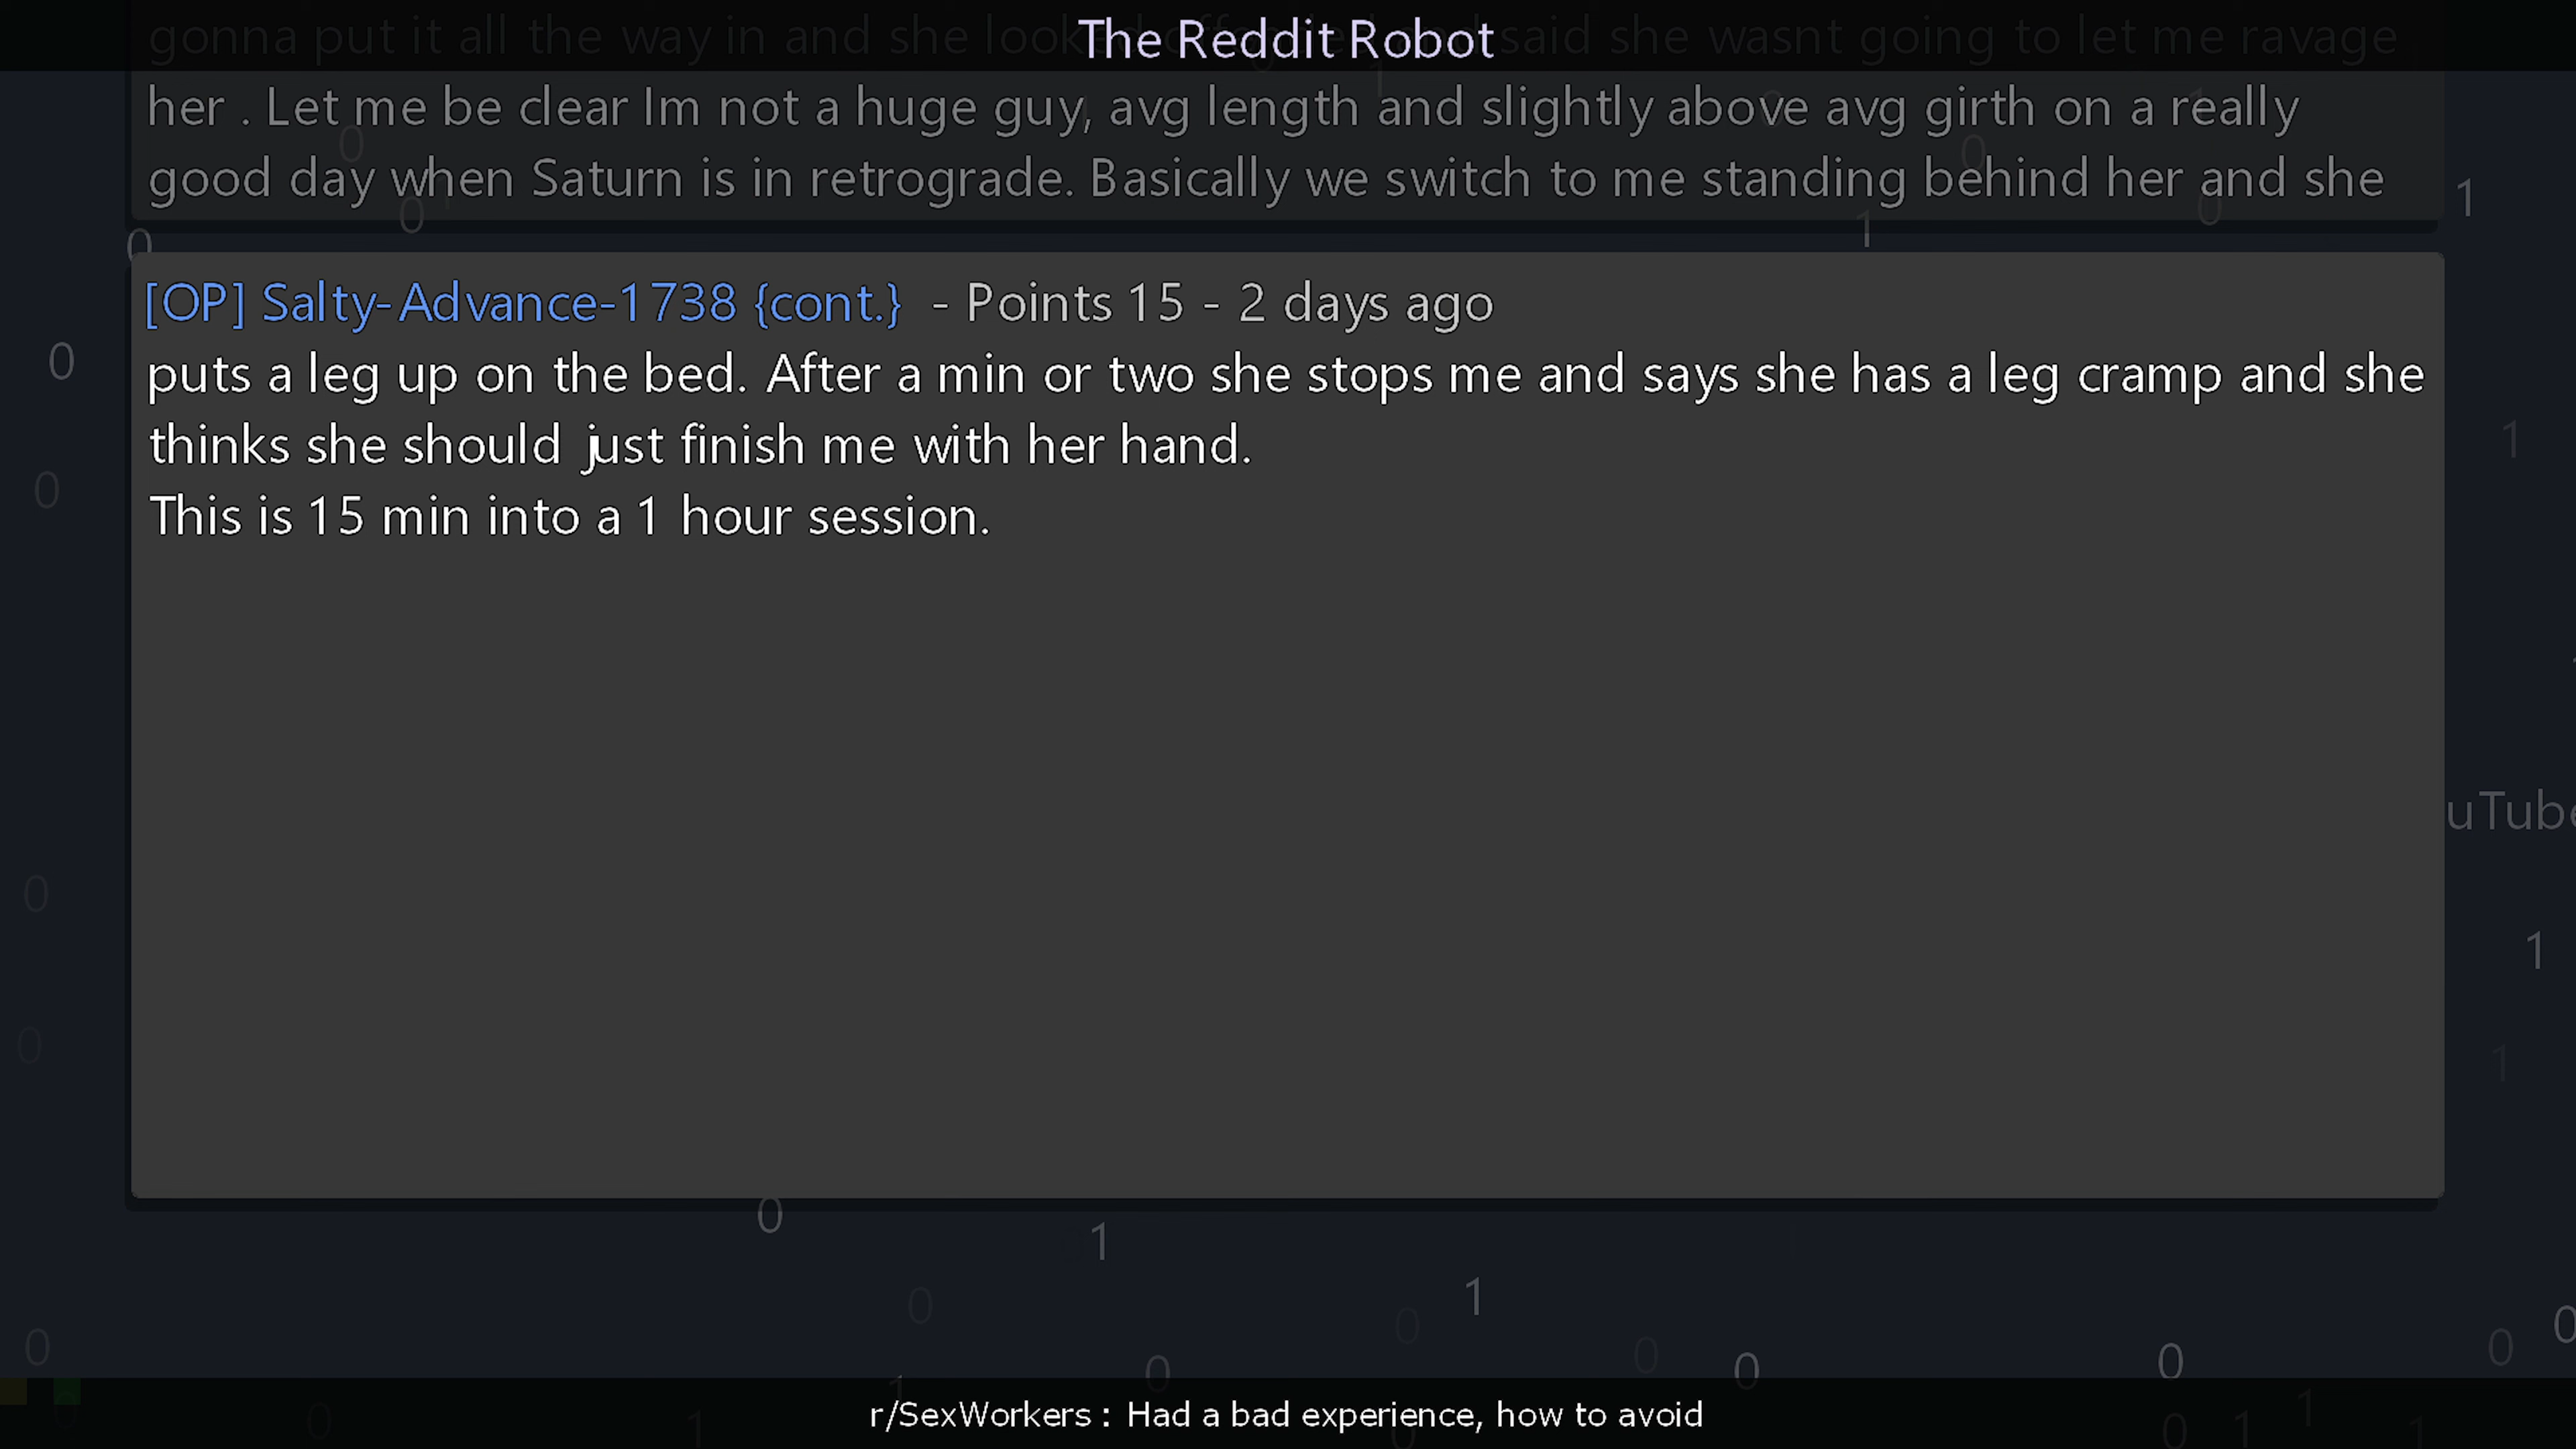 The Reddit Robot
gonna put it all the way in and she said she wasnt going to let me ravage
her . Let me be clear Im not a huge guy, avg length and slightly above avg girth on a really
good day when Saturn is in retrograde. Basically we switch to me standing behind her and she
[OP] Salty-Advance-1738 {cont.} - Points 15 - 2 days ago
puts a leg up on the bed. After a min or two she stops me and says she has a leg cramp and she
thinks she should just finish me with her hand.
This is 15 min into a 1 hour session.
uTube
r/SexWorkers : Had a bad experience, how to avoid